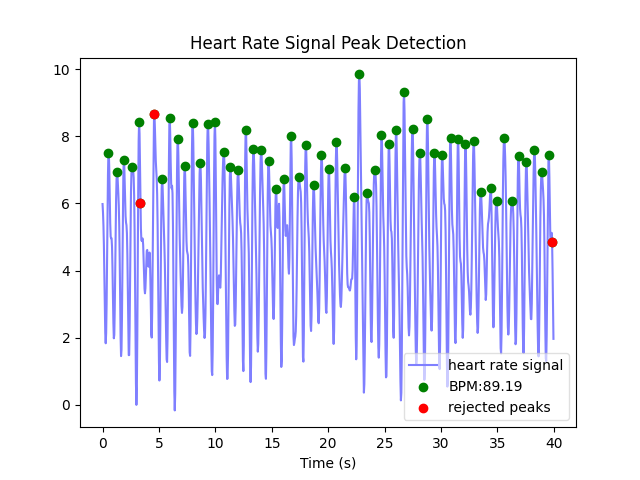 Heart Rate Signal Peak Detection
10
8
6
4
2
0
heart rate signal
BPM:89.19
rejected peaks
0 5 10 15 20 25 30 35 40
Time (s)